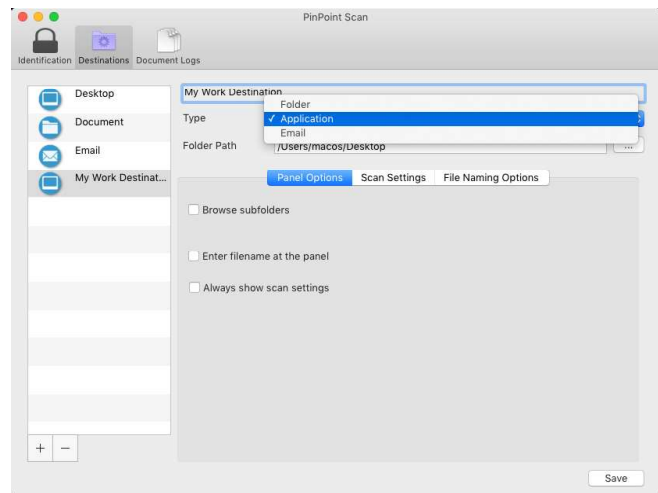 PinPoint Scan
Identification Destinations Document Logs
Desktop
Document
Email
My Work Destinat...
My Work Destination
Type
Folder
✓ Application
Email
Folder Path /Users/macos/Desktop ...
Panel Options Scan Settings File Naming Options
Browse subfolders
Enter filename at the panel
Always show scan settings
+ −
Save